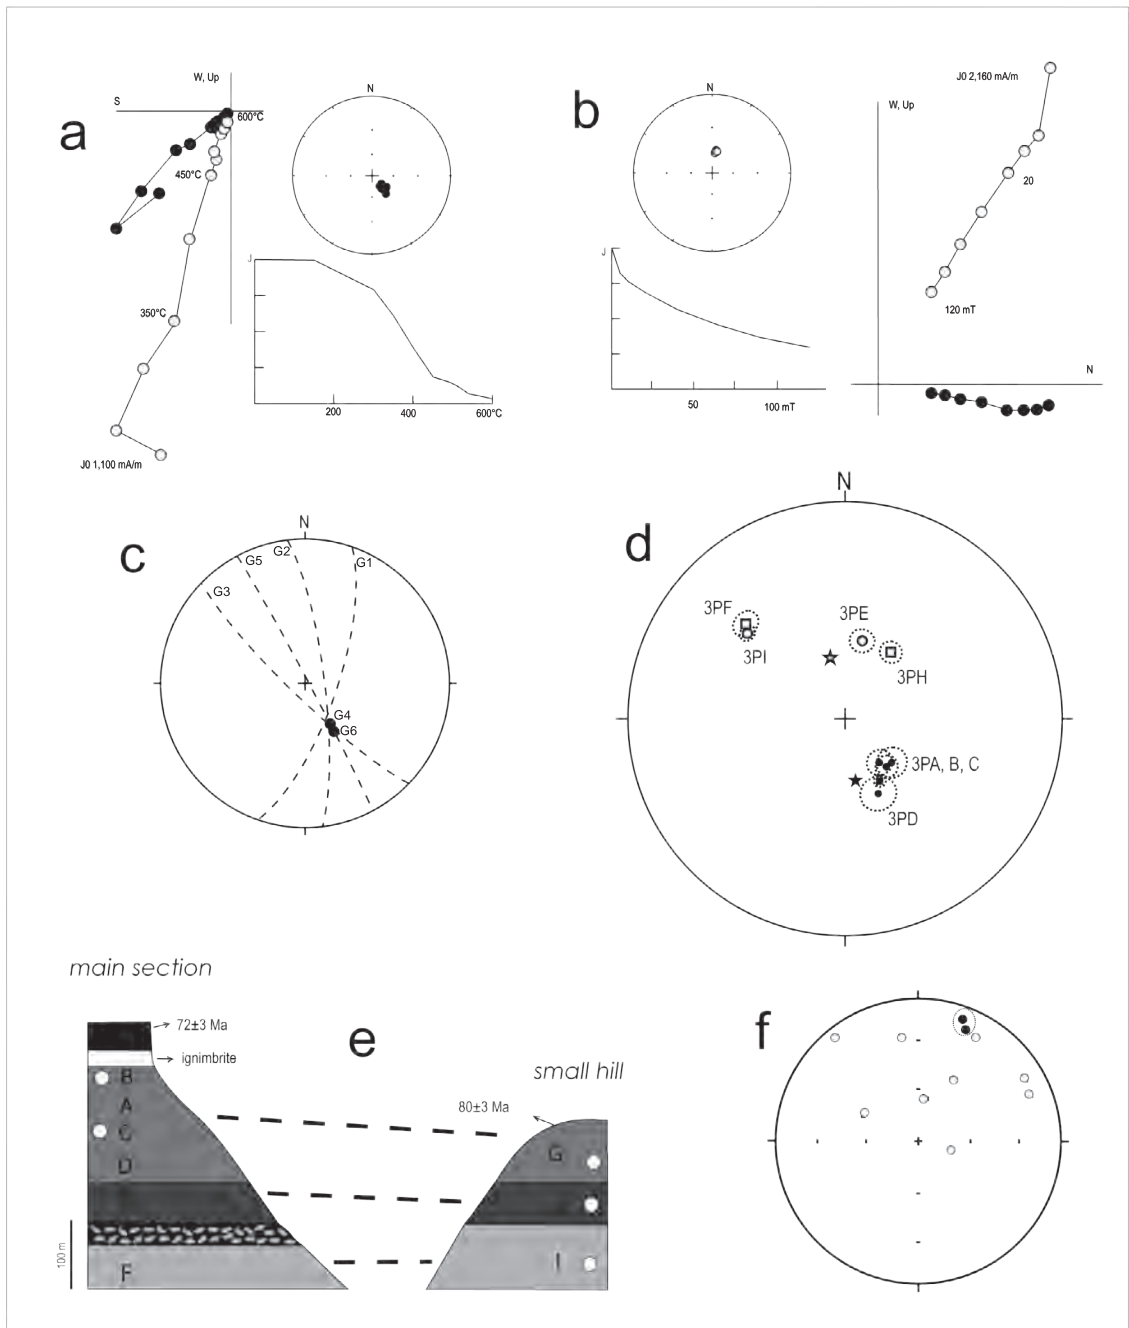 a
W, Up
S
600°C
450°C
350°C
J0 1,100 mA/m
N
J
200
400
600°C
b
N
J
50
100 mT
J0 2,160 mA/m
W, Up
20
120 mT
N
c
N
G3
G5
G2
G1
G4
G6
d
N
3PF
3PI
3PE
3PH
3PA, B, C
3PD
main section
72±3 Ma
ignimbrite
B
A
C
D
F
100 m
e
small hill
80±3 Ma
G
I
f